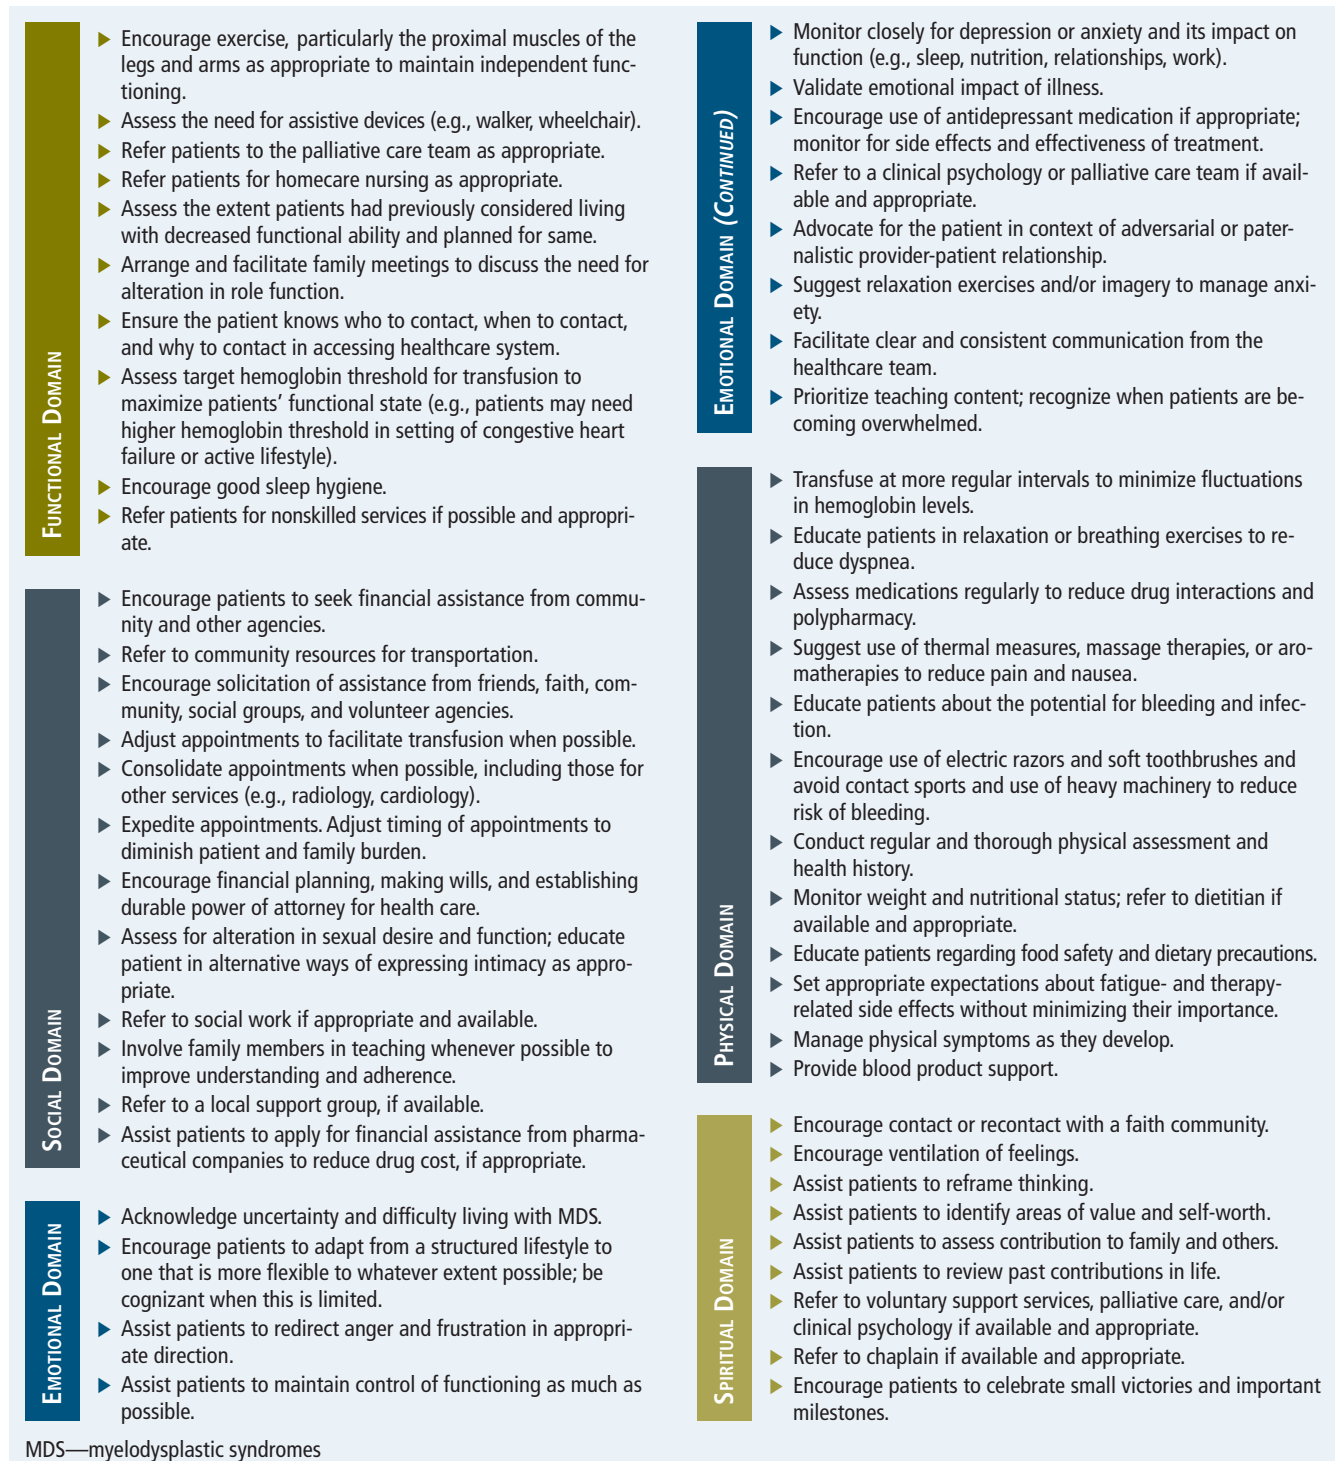 FUNCTIONAL DOMAIN
▶ Encourage exercise, particularly the proximal muscles of the
legs and arms as appropriate to maintain independent func-
tioning.
▶ Assess the need for assistive devices (e.g., walker, wheelchair).
▶ Refer patients to the palliative care team as appropriate.
▶ Refer patients for homecare nursing as appropriate.
▶ Assess the extent patients had previously considered living
with decreased functional ability and planned for same.
▶ Arrange and facilitate family meetings to discuss the need for
alteration in role function.
▶ Ensure the patient knows who to contact, when to contact,
and why to contact in accessing healthcare system.
▶ Assess target hemoglobin threshold for transfusion to
maximize patients’ functional state (e.g., patients may need
higher hemoglobin threshold in setting of congestive heart
failure or active lifestyle).
▶ Encourage good sleep hygiene.
▶ Refer patients for nonskilled services if possible and appropri-
ate.
SOCIAL DOMAIN
▶ Encourage patients to seek financial assistance from commu-
nity and other agencies.
▶ Refer to community resources for transportation.
▶ Encourage solicitation of assistance from friends, faith, com-
munity, social groups, and volunteer agencies.
▶ Adjust appointments to facilitate transfusion when possible.
▶ Consolidate appointments when possible, including those for
other services (e.g., radiology, cardiology).
▶ Expedite appointments. Adjust timing of appointments to
diminish patient and family burden.
▶ Encourage financial planning, making wills, and establishing
durable power of attorney for health care.
▶ Assess for alteration in sexual desire and function; educate
patient in alternative ways of expressing intimacy as appro-
priate.
▶ Refer to social work if appropriate and available.
▶ Involve family members in teaching whenever possible to
improve understanding and adherence.
▶ Refer to a local support group, if available.
▶ Assist patients to apply for financial assistance from pharma-
ceutical companies to reduce drug cost, if appropriate.
EMOTIONAL DOMAIN
▶ Acknowledge uncertainty and difficulty living with MDS.
▶ Encourage patients to adapt from a structured lifestyle to
one that is more flexible to whatever extent possible; be
cognizant when this is limited.
▶ Assist patients to redirect anger and frustration in appropri-
ate direction.
▶ Assist patients to maintain control of functioning as much as
possible.
EMOTIONAL DOMAIN (CONTINUED)
▶ Monitor closely for depression or anxiety and its impact on
function (e.g., sleep, nutrition, relationships, work).
▶ Validate emotional impact of illness.
▶ Encourage use of antidepressant medication if appropriate;
monitor for side effects and effectiveness of treatment.
▶ Refer to a clinical psychology or palliative care team if avail-
able and appropriate.
▶ Advocate for the patient in context of adversarial or pater-
nalistic provider-patient relationship.
▶ Suggest relaxation exercises and/or imagery to manage anxi-
ety.
▶ Facilitate clear and consistent communication from the
healthcare team.
▶ Prioritize teaching content; recognize when patients are be-
coming overwhelmed.
PHYSICAL DOMAIN
▶ Transfuse at more regular intervals to minimize fluctuations
in hemoglobin levels.
▶ Educate patients in relaxation or breathing exercises to re-
duce dyspnea.
▶ Assess medications regularly to reduce drug interactions and
polypharmacy.
▶ Suggest use of thermal measures, massage therapies, or aro-
matherapies to reduce pain and nausea.
▶ Educate patients about the potential for bleeding and infec-
tion.
▶ Encourage use of electric razors and soft toothbrushes and
avoid contact sports and use of heavy machinery to reduce
risk of bleeding.
▶ Conduct regular and thorough physical assessment and
health history.
▶ Monitor weight and nutritional status; refer to dietitian if
available and appropriate.
▶ Educate patients regarding food safety and dietary precautions.
▶ Set appropriate expectations about fatigue- and therapy-
related side effects without minimizing their importance.
▶ Manage physical symptoms as they develop.
▶ Provide blood product support.
SPIRITUAL DOMAIN
▶ Encourage contact or recontact with a faith community.
▶ Encourage ventilation of feelings.
▶ Assist patients to reframe thinking.
▶ Assist patients to identify areas of value and self-worth.
▶ Assist patients to assess contribution to family and others.
▶ Assist patients to review past contributions in life.
▶ Refer to voluntary support services, palliative care, and/or
clinical psychology if available and appropriate.
▶ Refer to chaplain if available and appropriate.
▶ Encourage patients to celebrate small victories and important
milestones.
MDS—myelodysplastic syndromes